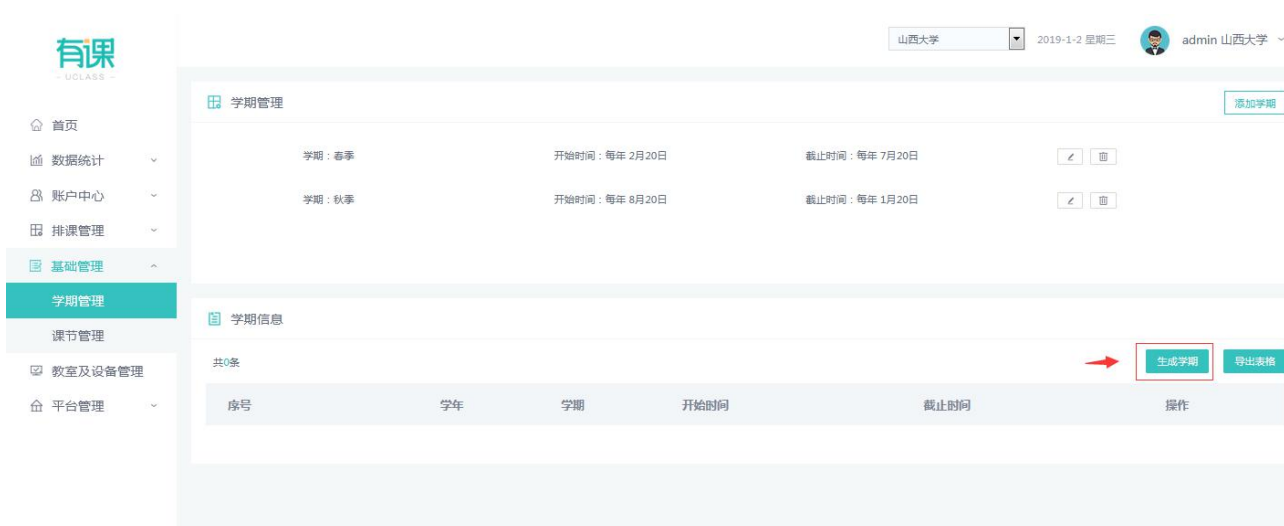 有课
- UCLASS -
山西大学 2019-1-2 星期三 admin 山西大学
首页
数据统计
账户中心
排课管理
基础管理
学期管理
课节管理
教室及设备管理
平台管理
学期管理 添加学期
学期：春季 开始时间：每年 2月20日 截止时间：每年 7月20日
学期：秋季 开始时间：每年 8月20日 截止时间：每年 1月20日
学期信息
共0条 生成学期 导出表格
序号 学年 学期 开始时间 截止时间 操作